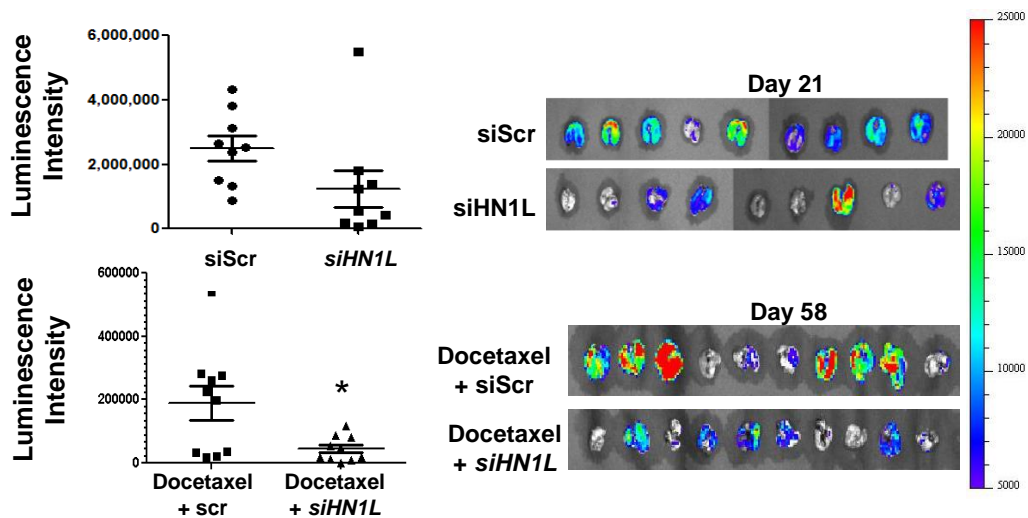 Luminescence
Intensity
6,000,000
4,000,000
2,000,000
0
siScr
siHN1L
Day 21
siScr
siHN1L
Luminescence
Intensity
600000
400000
200000
0
*
Docetaxel
+ scr
Docetaxel
+ siHN1L
Day 58
Docetaxel
+ siScr
Docetaxel
+ siHN1L
25000
20000
15000
10000
5000